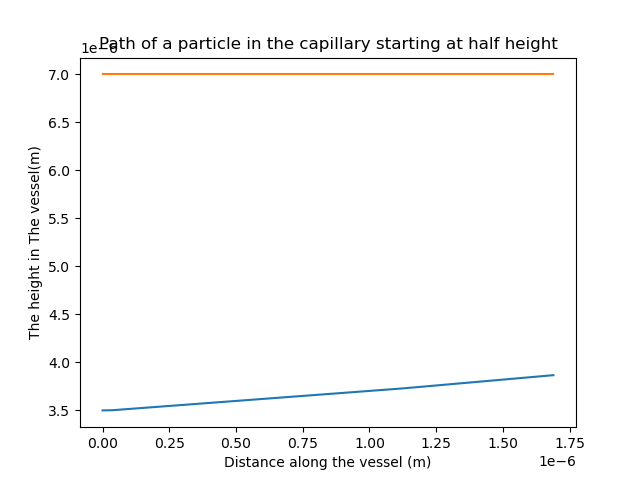 Path of a particle in the capillary starting at half height
1e−6
7.0
6.5
6.0
5.5
5.0
4.5
4.0
3.5
The height in The vessel(m)
0.00 0.25 0.50 0.75 1.00 1.25 1.50 1.75
1e−6
Distance along the vessel (m)